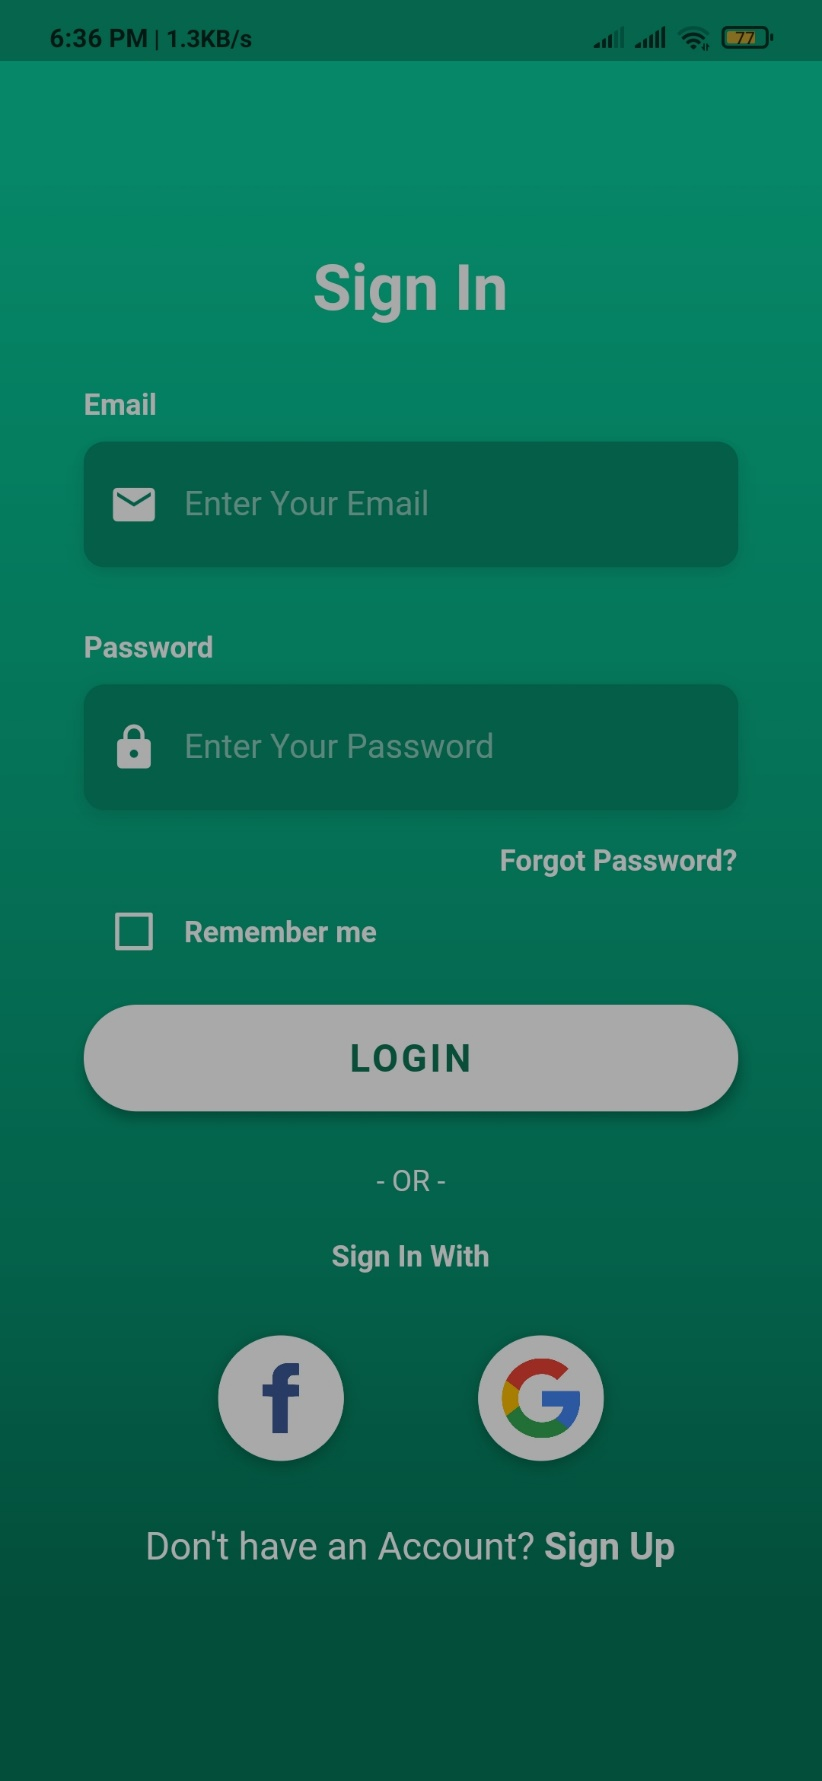 6:36 PM | 1.3KB/s
77
Sign In
Email
Enter Your Email
Password
Enter Your Password
Forgot Password?
Remember me
LOGIN
- OR -
Sign In With
f G
Don't have an Account? Sign Up